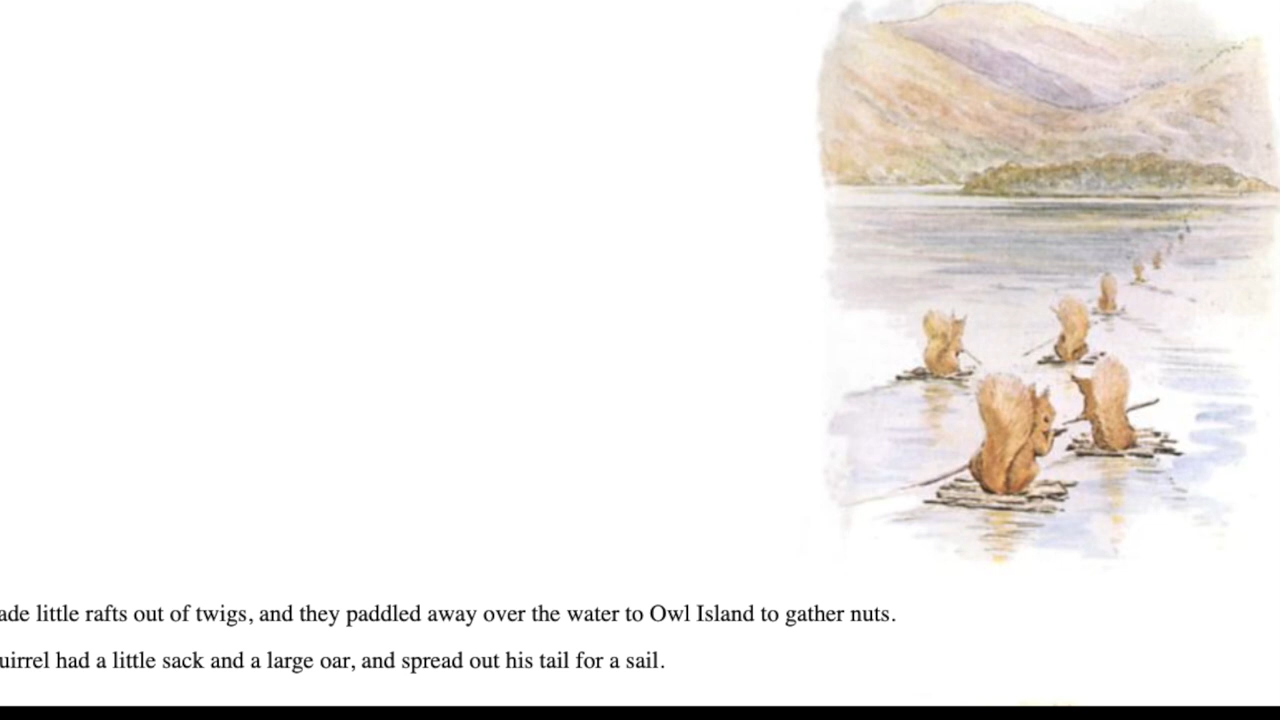 ade little rafts out of twigs, and they paddled away over the water to Owl Island to gather nuts.
uirrel had a little sack and a large oar, and spread out his tail for a sail.